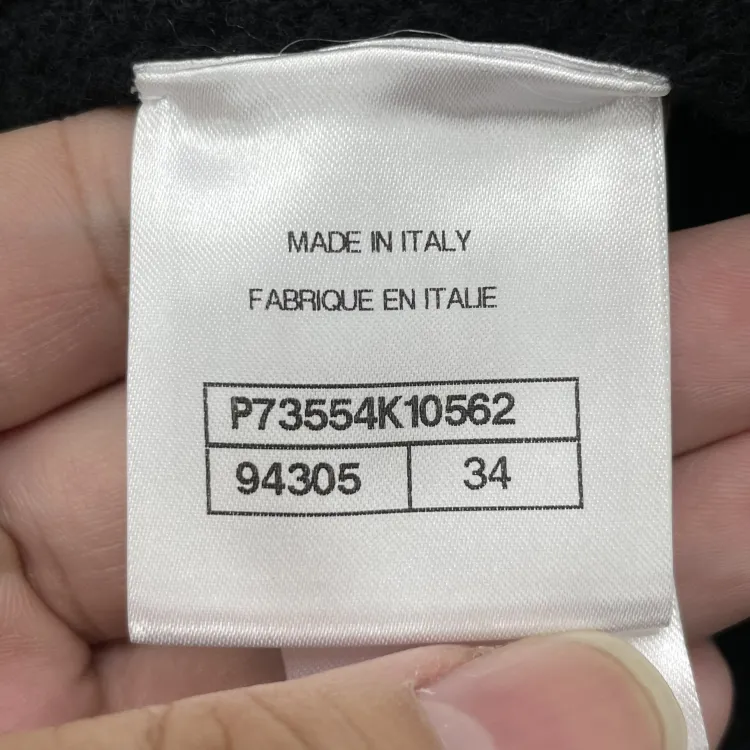 MADE IN ITALY
FABRIQUE EN ITALIE
P73554K10562
94305 34